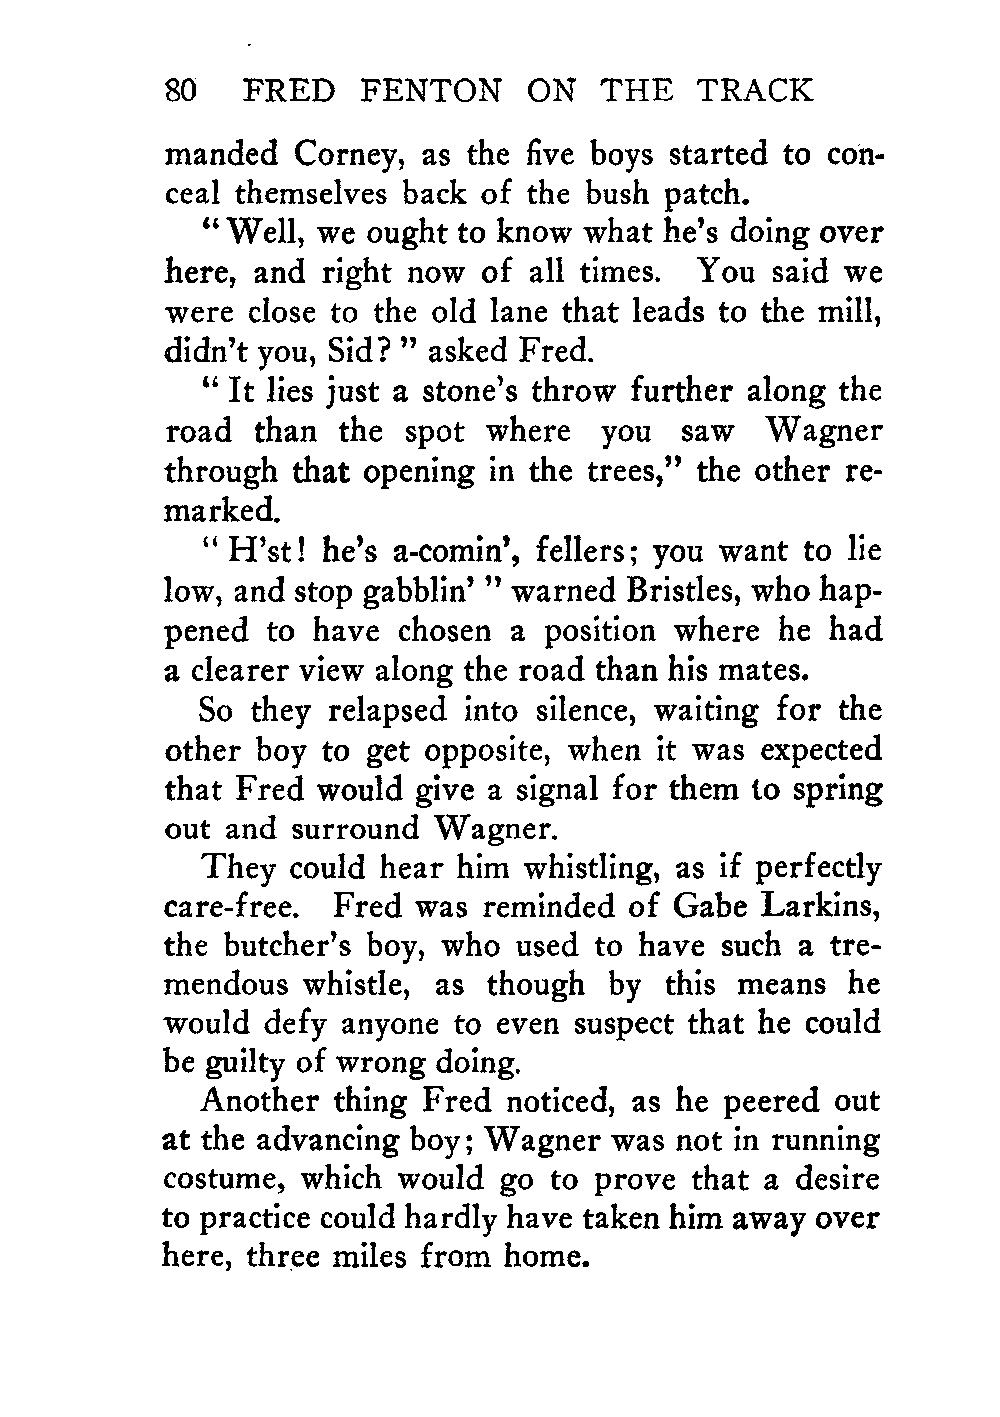 80 FRED FENTON ON THE TRACK
manded Corney, as the five boys started to con-
ceal themselves back of the bush patch.
“Well, we ought to know what he’s doing over
here, and right now of all times. You said we
were close to the old lane that leads to the mill,
didn’t you, Sid?” asked Fred.
“It lies just a stone’s throw further along the
road than the spot where you saw Wagner
through that opening in the trees,” the other re-
marked.
“H’st! he’s a-comin’, fellers; you want to lie
low, and stop gabblin’ ” warned Bristles, who hap-
pened to have chosen a position where he had
a clearer view along the road than his mates.
So they relapsed into silence, waiting for the
other boy to get opposite, when it was expected
that Fred would give a signal for them to spring
out and surround Wagner.
They could hear him whistling, as if perfectly
care-free. Fred was reminded of Gabe Larkins,
the butcher’s boy, who used to have such a tre-
mendous whistle, as though by this means he
would defy anyone to even suspect that he could
be guilty of wrong doing.
Another thing Fred noticed, as he peered out
at the advancing boy; Wagner was not in running
costume, which would go to prove that a desire
to practice could hardly have taken him away over
here, three miles from home.